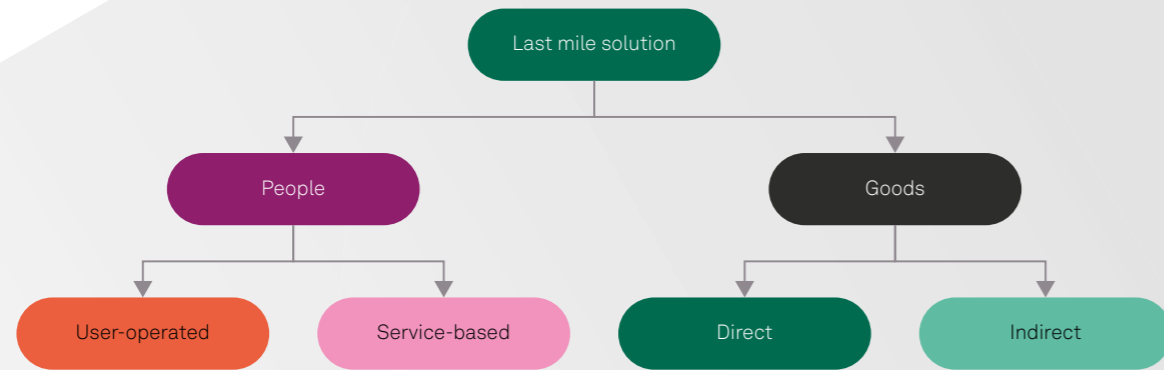 Last mile solution
People
Goods
User-operated
Service-based
Direct
Indirect